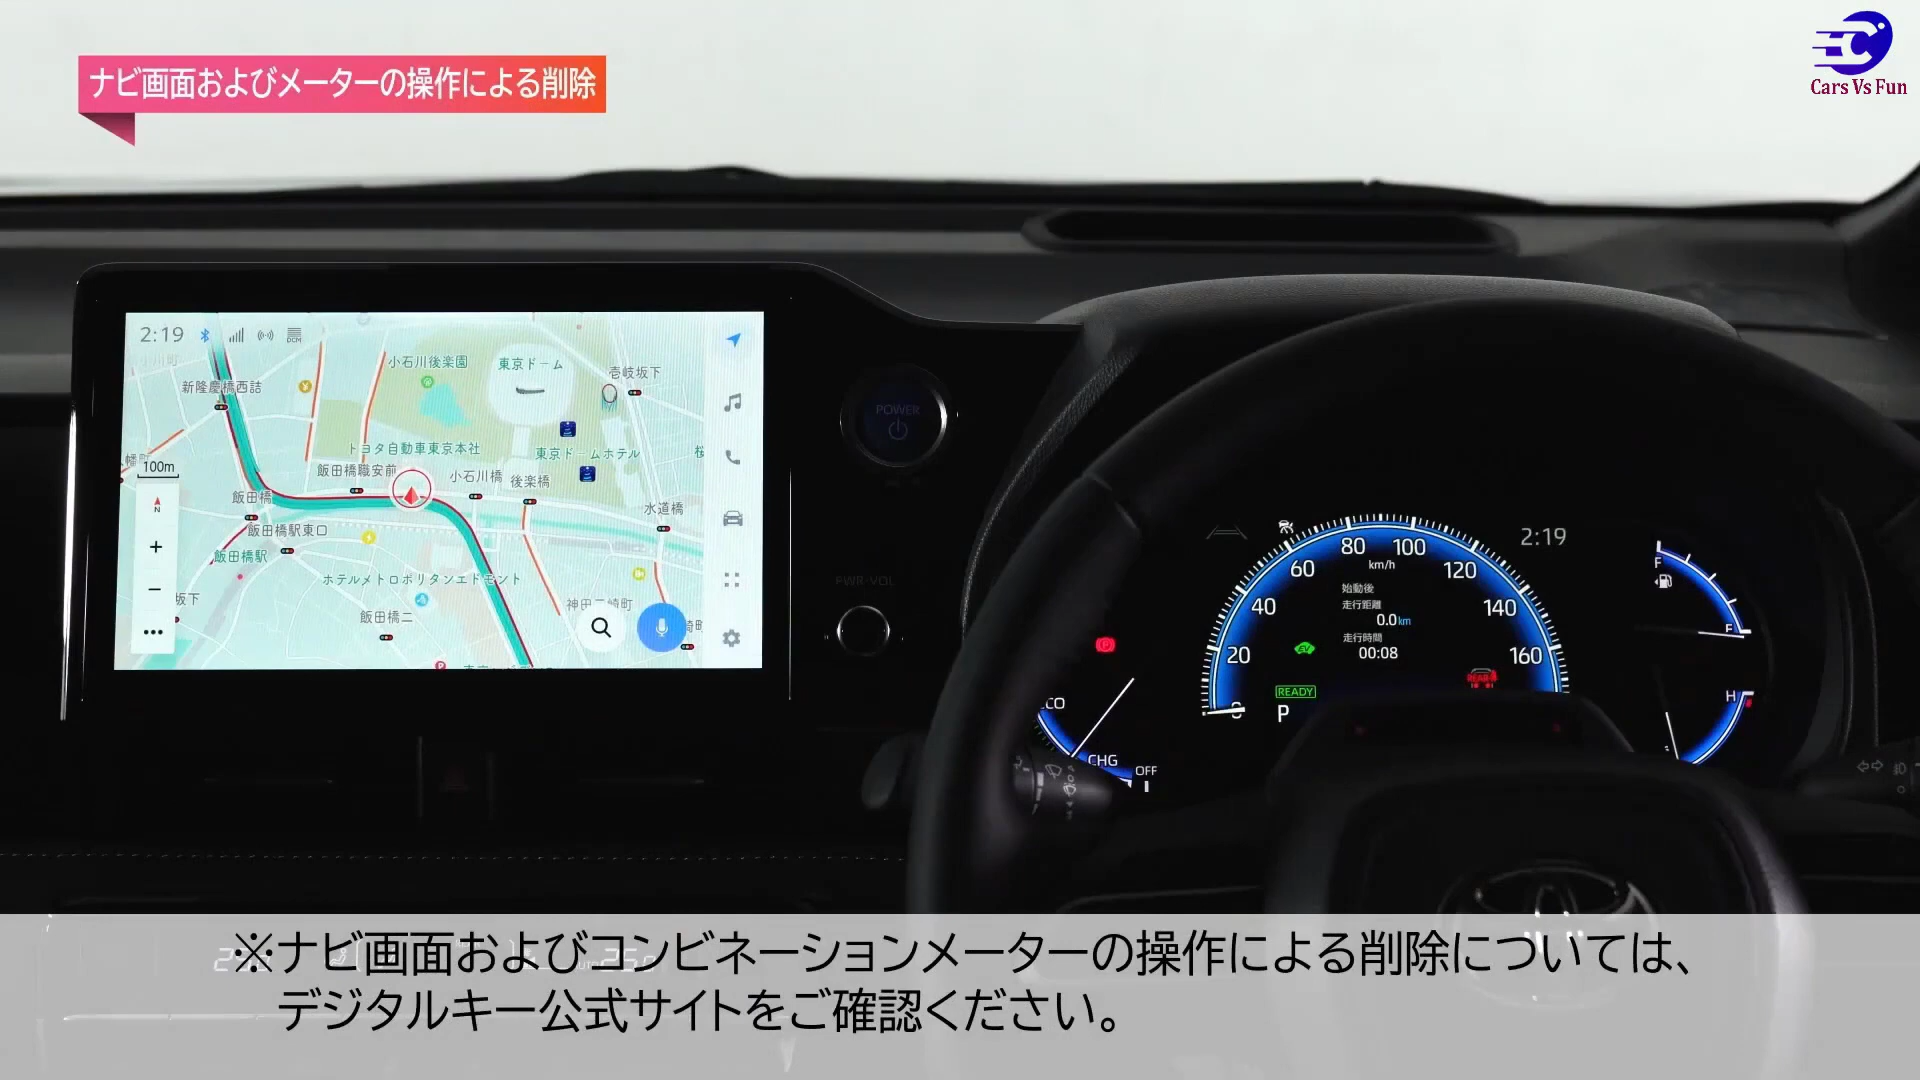 ナビ画面およびメーターの操作による削除
Cars Vs Fun
2:19
小石川後楽園
東京ドーム
壱岐坂下
新隆慶橋西詰
トヨタ自動車東京本社
東京ドームホテル
100m
飯田橋職安前
小石川橋
後楽橋
飯田橋
水道橋
N
飯田橋駅東口
飯田橋駅
ホテルメトロポリタンエドモント
坂下
飯田橋二
POWER
PWR·VOL
20
40
60
80
100
120
140
160
km/h
2:19
始動後
走行距離
0.0km
走行時間
00:08
EV
READY
P
REAR
CHG
OFF
F
H
※ナビ画面およびコンビネーションメーターの操作による削除については、
デジタルキー公式サイトをご確認ください。